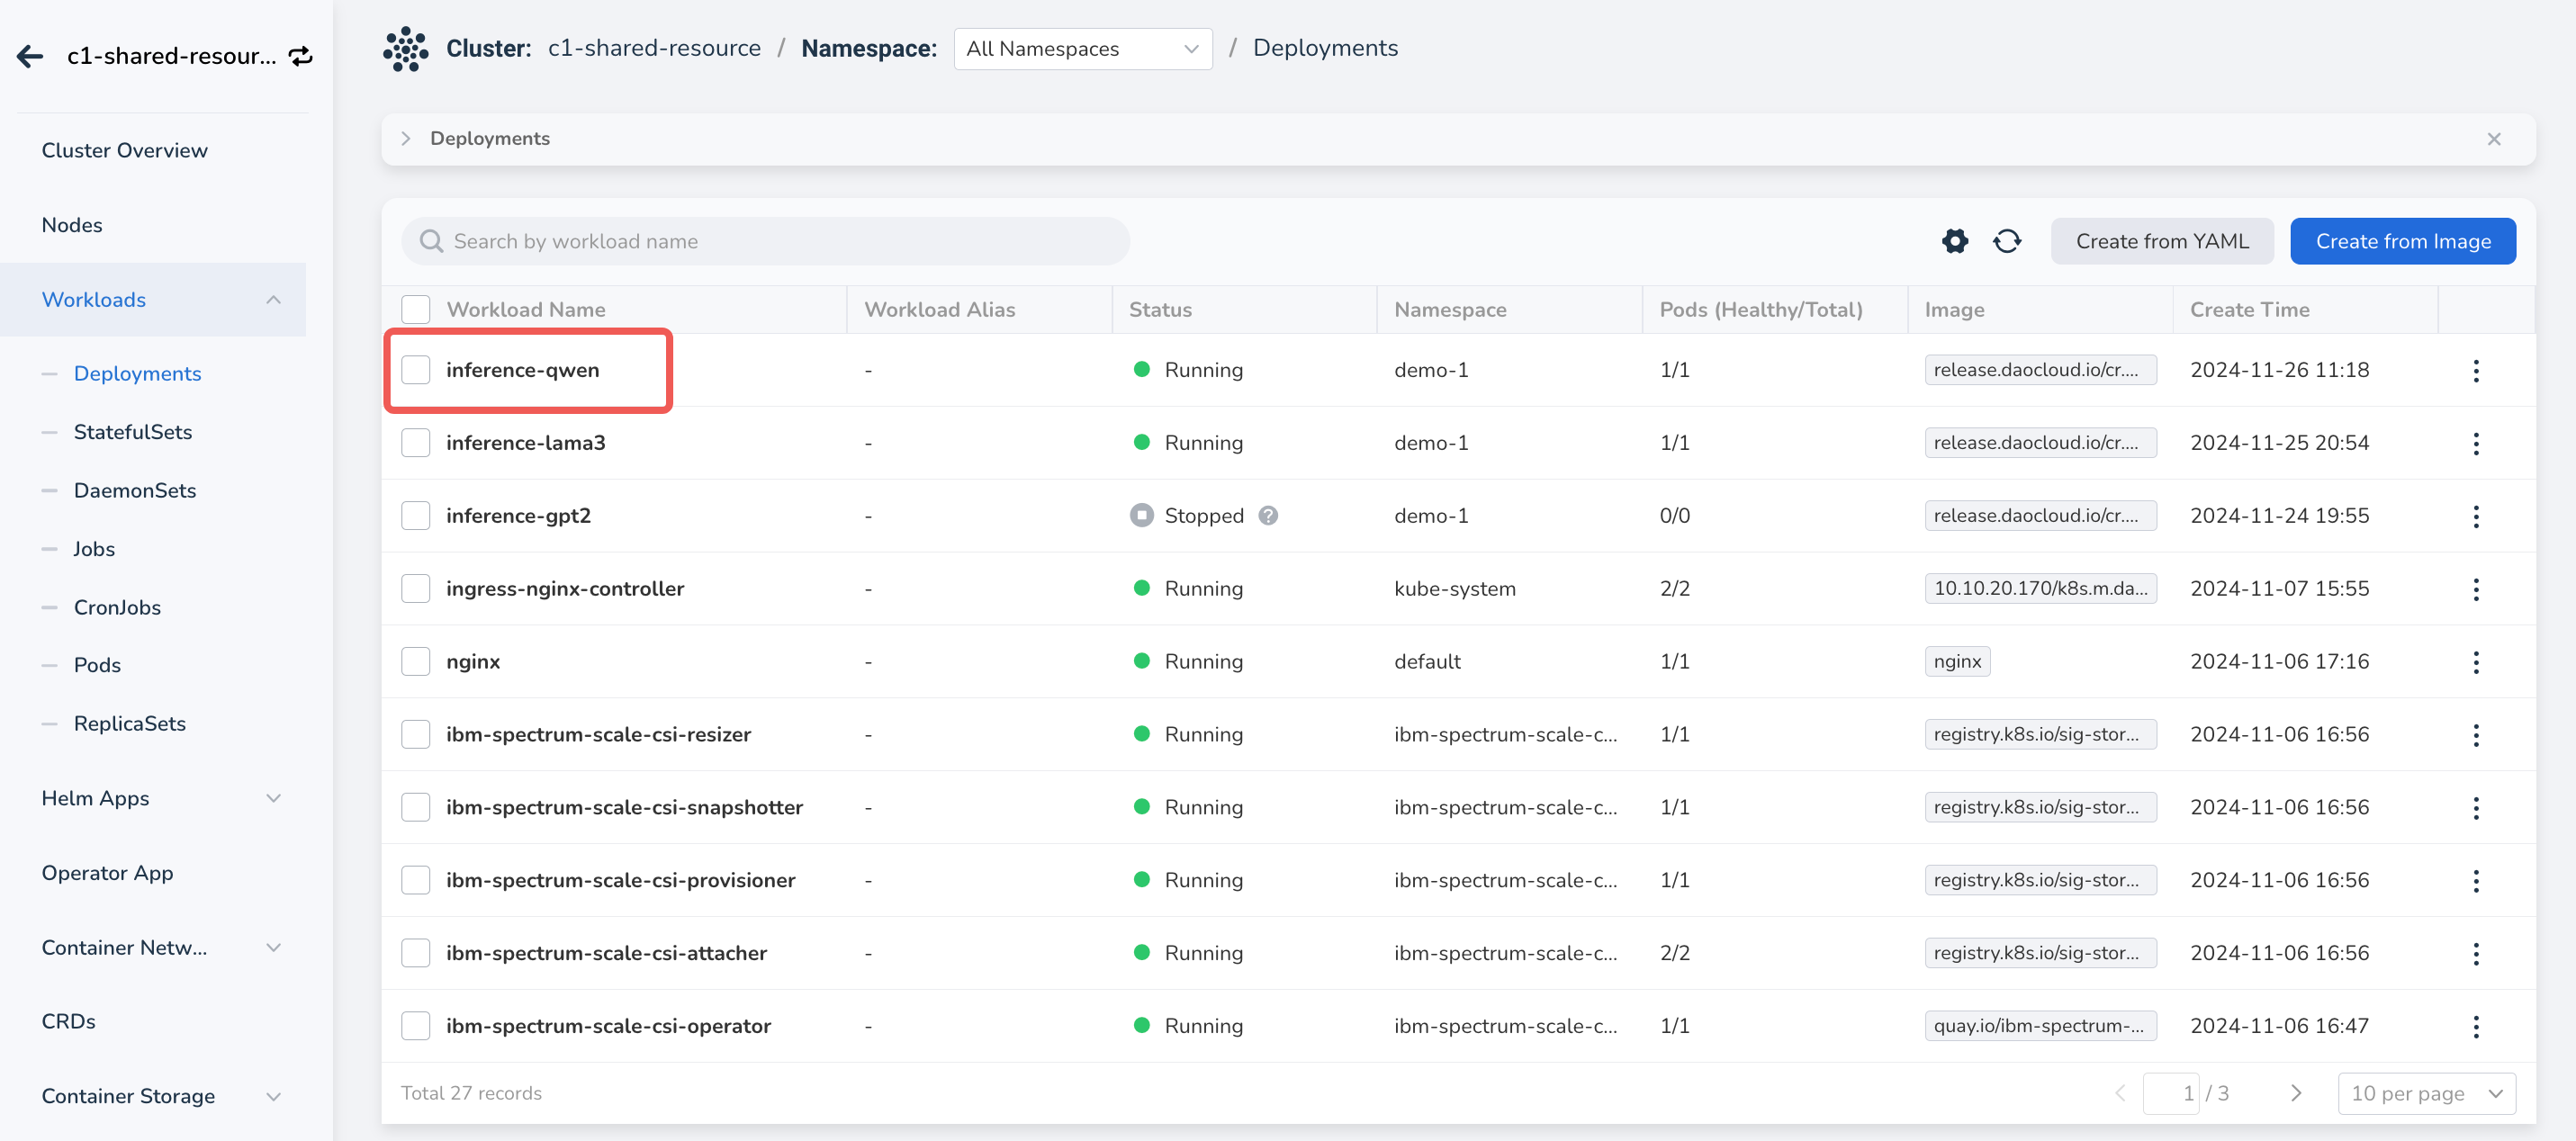 c1-shared-resour...
Cluster: c1-shared-resource / Namespace: All Namespaces / Deployments
Cluster Overview
Nodes
Workloads
Deployments
StatefulSets
DaemonSets
Jobs
CronJobs
Pods
ReplicaSets
Helm Apps
Operator App
Container Netw...
CRDs
Container Storage
Deployments
Search by workload name
Create from YAML
Create from Image
Workload Name Workload Alias Status Namespace Pods (Healthy/Total) Image Create Time
inference-qwen - Running demo-1 1/1 release.daocloud.io/cr.... 2024-11-26 11:18
inference-lama3 - Running demo-1 1/1 release.daocloud.io/cr.... 2024-11-25 20:54
inference-gpt2 - Stopped ? demo-1 0/0 release.daocloud.io/cr.... 2024-11-24 19:55
ingress-nginx-controller - Running kube-system 2/2 10.10.20.170/k8s.m.da... 2024-11-07 15:55
nginx - Running default 1/1 nginx 2024-11-06 17:16
ibm-spectrum-scale-csi-resizer - Running ibm-spectrum-scale-c... 1/1 registry.k8s.io/sig-stor... 2024-11-06 16:56
ibm-spectrum-scale-csi-snapshotter - Running ibm-spectrum-scale-c... 1/1 registry.k8s.io/sig-stor... 2024-11-06 16:56
ibm-spectrum-scale-csi-provisioner - Running ibm-spectrum-scale-c... 1/1 registry.k8s.io/sig-stor... 2024-11-06 16:56
ibm-spectrum-scale-csi-attacher - Running ibm-spectrum-scale-c... 2/2 registry.k8s.io/sig-stor... 2024-11-06 16:56
ibm-spectrum-scale-csi-operator - Running ibm-spectrum-scale-c... 1/1 quay.io/ibm-spectrum-... 2024-11-06 16:47
Total 27 records
1 / 3
10 per page